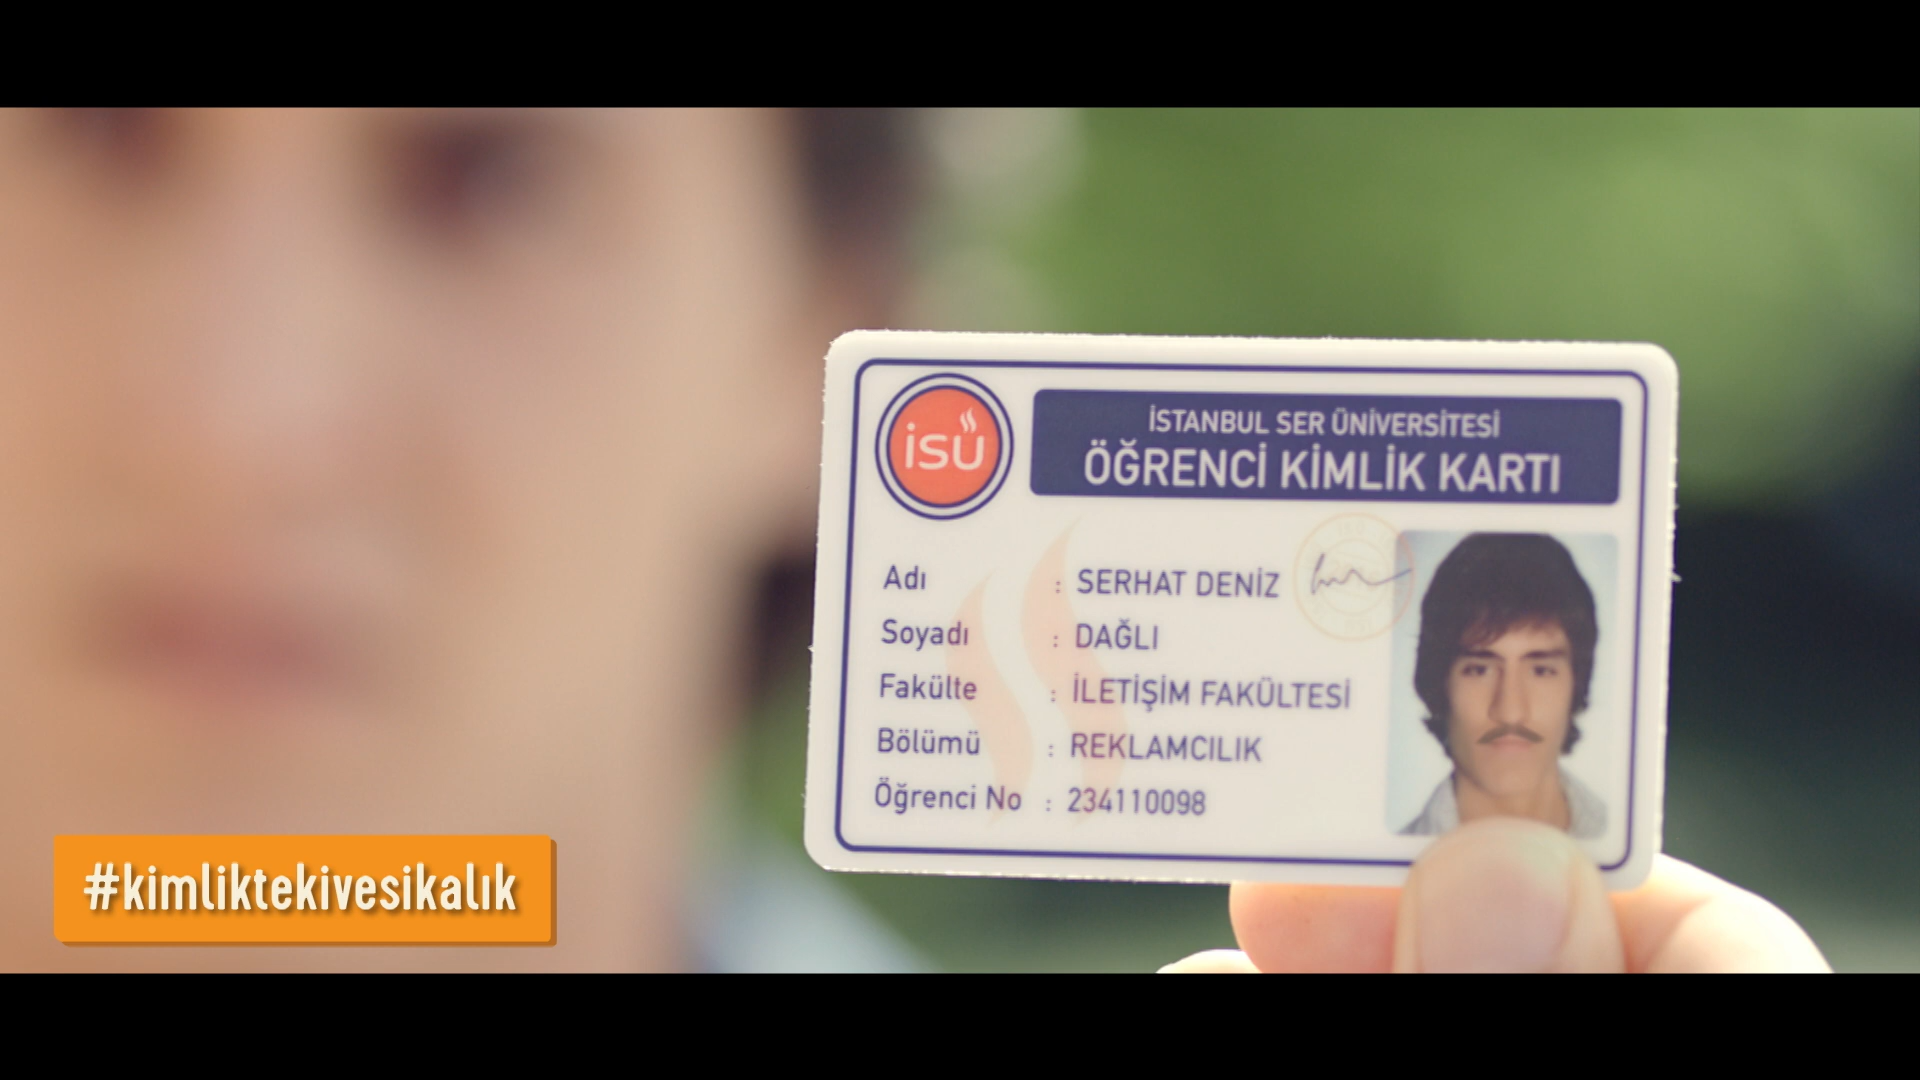 isü
İSTANBUL SER ÜNİVERSİTESİ
ÖĞRENCİ KİMLİK KARTI
Adı : SERHAT DENİZ
Soyadı : DAĞLI
Fakülte : İLETİŞİM FAKÜLTESİ
Bölümü : REKLAMCILIK
Öğrenci No : 234110098
#kimliktekivesikalık